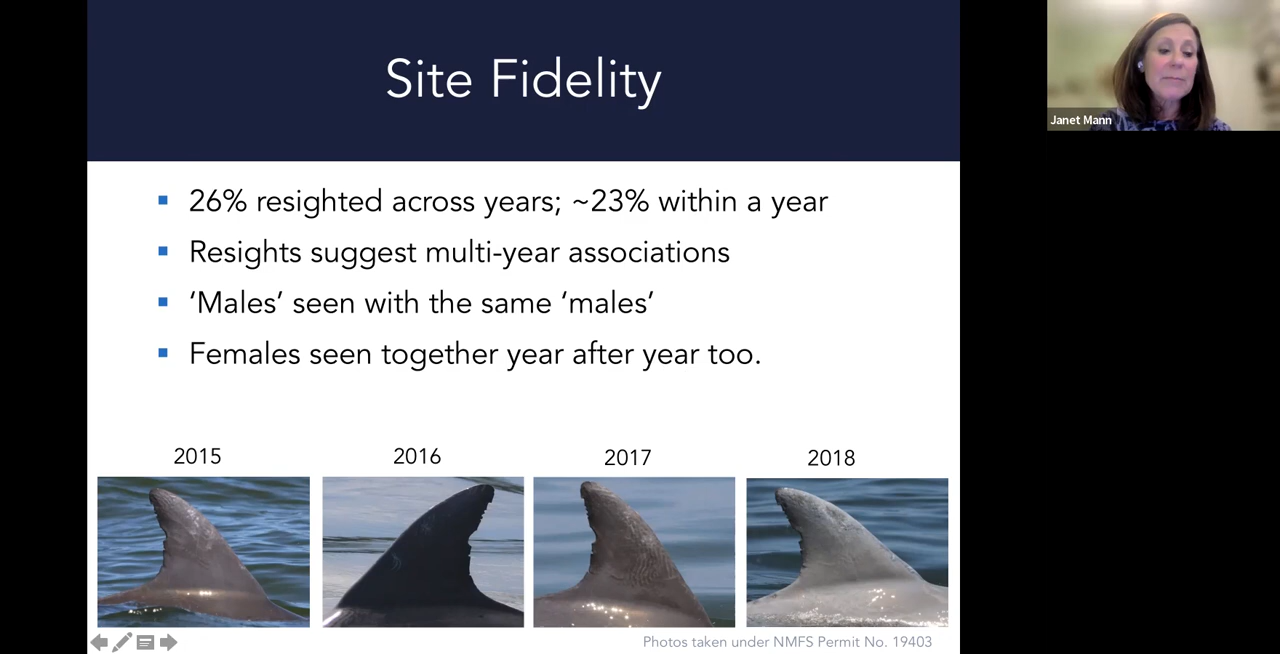 Site Fidelity
Janet Mann
▪ 26% resighted across years; ~23% within a year
▪ Resights suggest multi-year associations
▪ ‘Males’ seen with the same ‘males’
▪ Females seen together year after year too.
2015 2016 2017 2018
Photos taken under NMFS Permit No. 19403